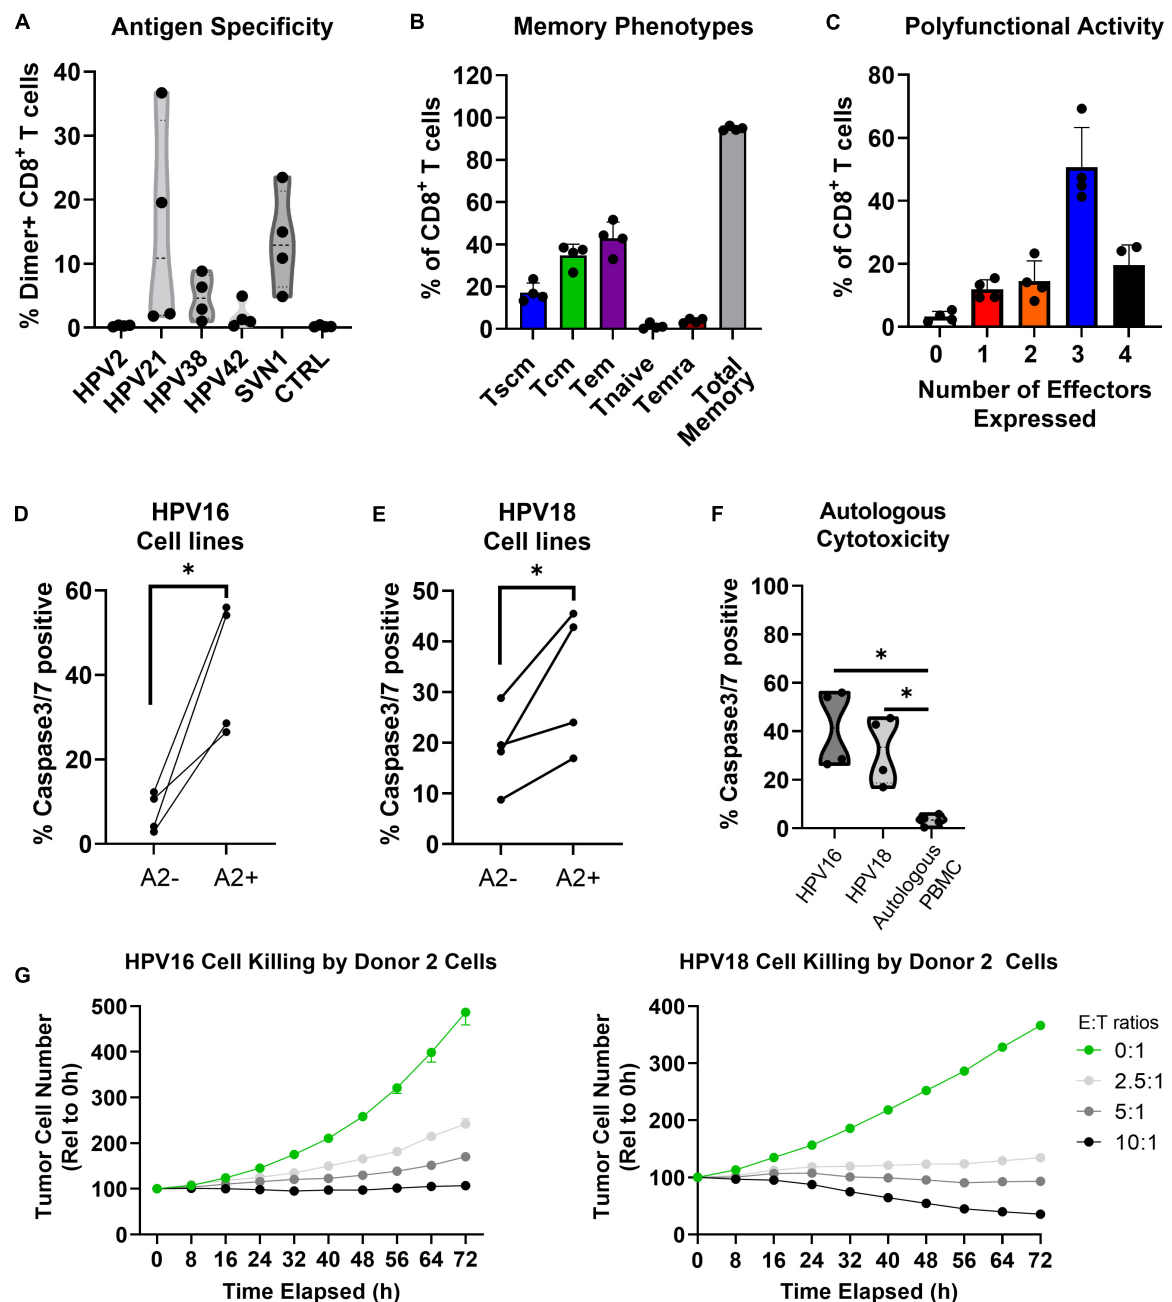 A
Antigen Specificity
% Dimer+ CD8+ T cells
40
30
20
10
0
HPV2
HPV21
HPV38
HPV42
SVN1
CTRL
B
Memory Phenotypes
% of CD8+ T cells
120
100
80
60
40
20
0
Tscm
Tcm
Tem
Tnaive
Temra
Total
Memory
C
Polyfunctional Activity
% of CD8+ T cells
80
60
40
20
0
0 1 2 3 4
Number of Effectors
Expressed
D
HPV16
Cell lines
% Caspase3/7 positive
60
40
20
0
*
A2- A2+
E
HPV18
Cell lines
% Caspase3/7 positive
50
40
30
20
10
0
*
A2- A2+
F
Autologous
Cytotoxicity
% Caspase3/7 positive
100
80
60
40
20
0
*
*
HPV16
HPV18
Autologous
PBMC
G
HPV16 Cell Killing by Donor 2 Cells
Tumor Cell Number
(Rel to 0h)
500
400
300
200
100
0
0 8 16 24 32 40 48 56 64 72
Time Elapsed (h)
HPV18 Cell Killing by Donor 2 Cells
Tumor Cell Number
(Rel to 0h)
400
300
200
100
0
0 8 16 24 32 40 48 56 64 72
Time Elapsed (h)
E:T ratios
0:1
2.5:1
5:1
10:1